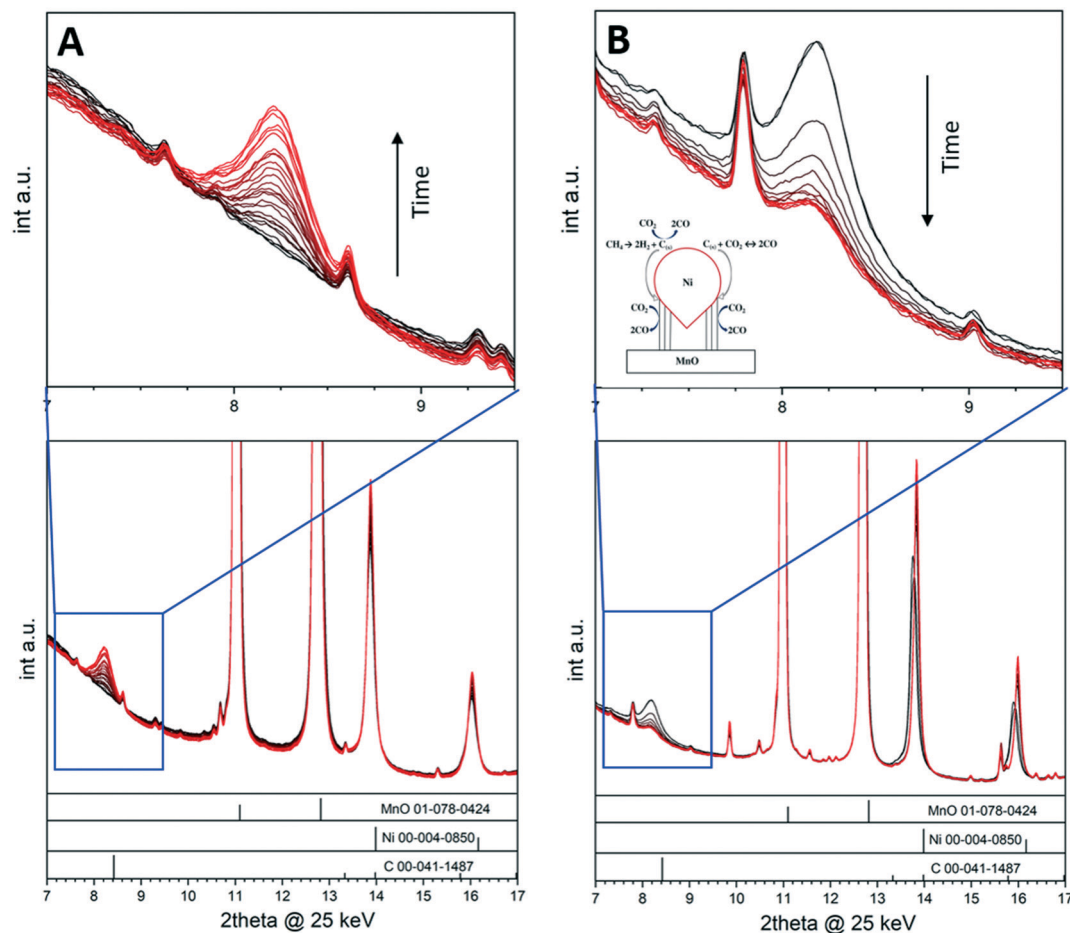 A
int a.u.
Time
7 8 9
int a.u.
MnO 01-078-0424
Ni 00-004-0850
C 00-041-1487
7 8 9 10 11 12 13 14 15 16 17
2theta @ 25 keV
B
int a.u.
Time
CO₂ 2CO
CH₄→ 2H₂ + C(s) C(s) + CO₂ ↔ 2CO
Ni
CO₂ CO₂
2CO 2CO
MnO
7 8 9
int a.u.
MnO 01-078-0424
Ni 00-004-0850
C 00-041-1487
7 8 9 10 11 12 13 14 15 16 17
2theta @ 25 keV